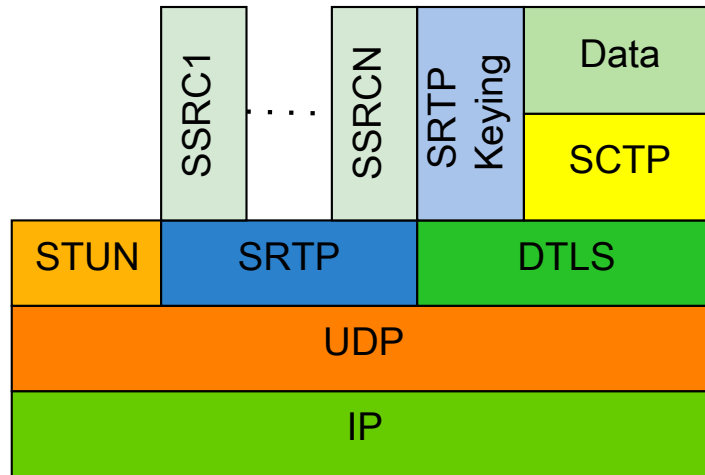 SSRC1
. . . .
SSRCN
SRTP
Keying
Data
SCTP
STUN
SRTP
DTLS
UDP
IP